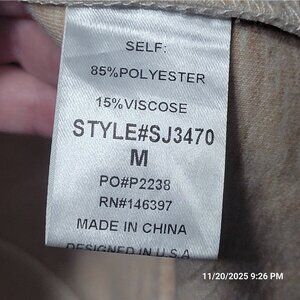 SELF:
85%POLYESTER
15%VISCOSE
STYLE#SJ3470
M
PO#P2238
RN#146397
MADE IN CHINA
DESIGNED IN U.S.A
11/20/2025 9:26 PM